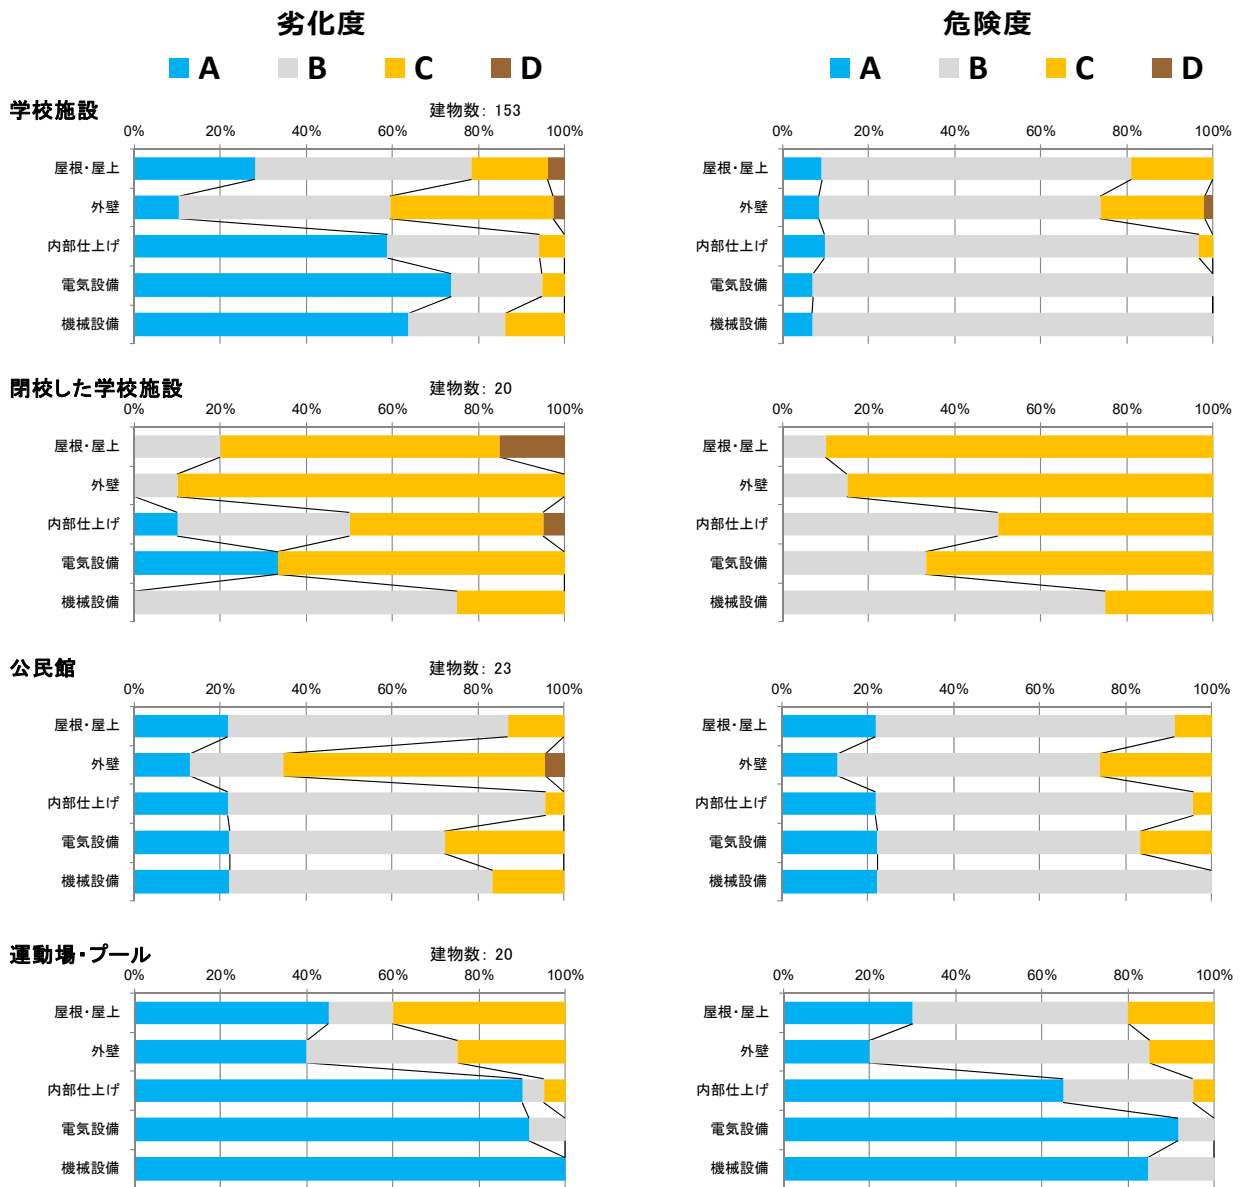 劣化度 危険度
A B C D A B C D
学校施設 建物数: 153
0% 20% 40% 60% 80% 100% 0% 20% 40% 60% 80% 100%
屋根・屋上 屋根・屋上
外壁 外壁
内部仕上げ 内部仕上げ
電気設備 電気設備
機械設備 機械設備
閉校した学校施設 建物数: 20
0% 20% 40% 60% 80% 100% 0% 20% 40% 60% 80% 100%
屋根・屋上 屋根・屋上
外壁 外壁
内部仕上げ 内部仕上げ
電気設備 電気設備
機械設備 機械設備
公民館 建物数: 23
0% 20% 40% 60% 80% 100% 0% 20% 40% 60% 80% 100%
屋根・屋上 屋根・屋上
外壁 外壁
内部仕上げ 内部仕上げ
電気設備 電気設備
機械設備 機械設備
運動場・プール 建物数: 20
0% 20% 40% 60% 80% 100% 0% 20% 40% 60% 80% 100%
屋根・屋上 屋根・屋上
外壁 外壁
内部仕上げ 内部仕上げ
電気設備 電気設備
機械設備 機械設備